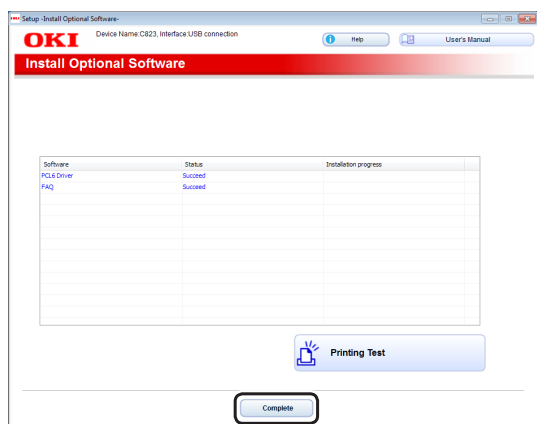 OKI Setup -Install Optional Software-
OKI Device Name:C823, Interface:USB connection Help User's Manual
Install Optional Software
Software Status Installation progress
PCL6 Driver Succeed
FAQ Succeed
Printing Test
Complete